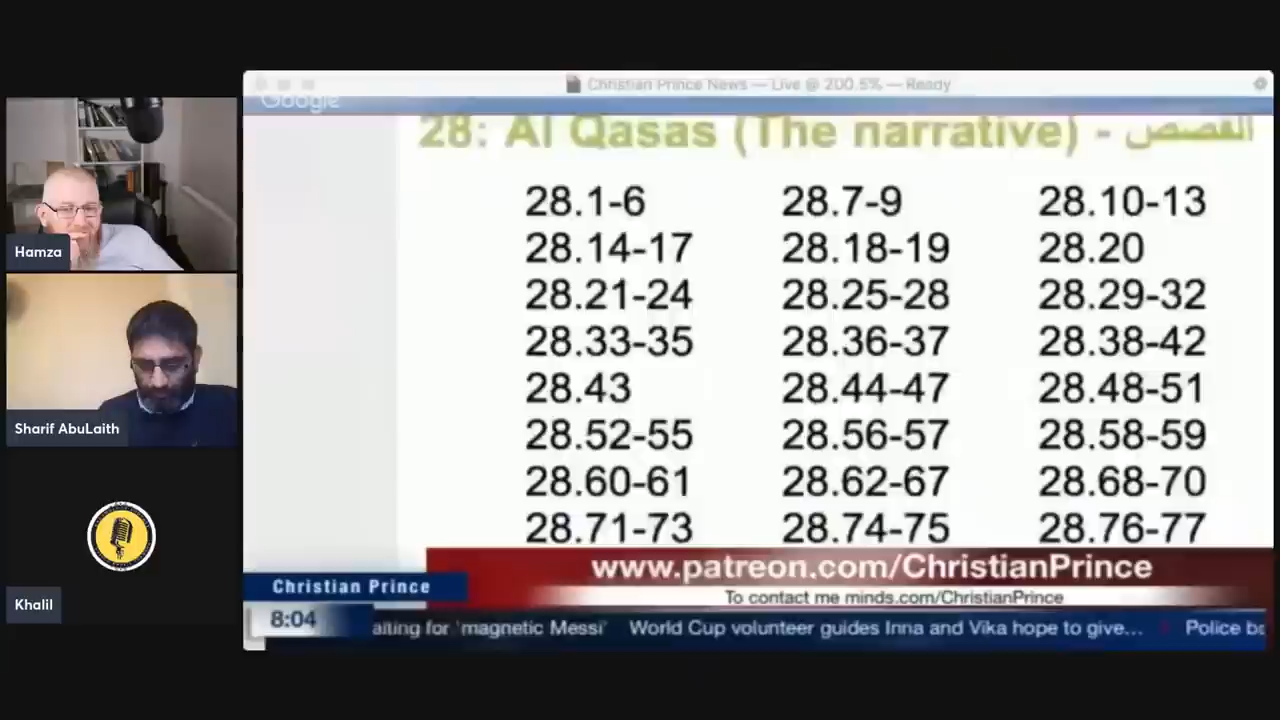 Christian Prince News — Live @ 200.5% — Ready
Google
28: Al Qasas (The narrative) - القصص
28.1-6 28.7-9 28.10-13
28.14-17 28.18-19 28.20
28.21-24 28.25-28 28.29-32
28.33-35 28.36-37 28.38-42
28.43 28.44-47 28.48-51
28.52-55 28.56-57 28.58-59
28.60-61 28.62-67 28.68-70
28.71-73 28.74-75 28.76-77
www.patreon.com/ChristianPrince
To contact me minds.com/ChristianPrince
Christian Prince
8:04
aiting for 'magnetic Messi' World Cup volunteer guides Inna and Vika hope to give... Police
Hamza
Sharif AbuLaith
Khalil